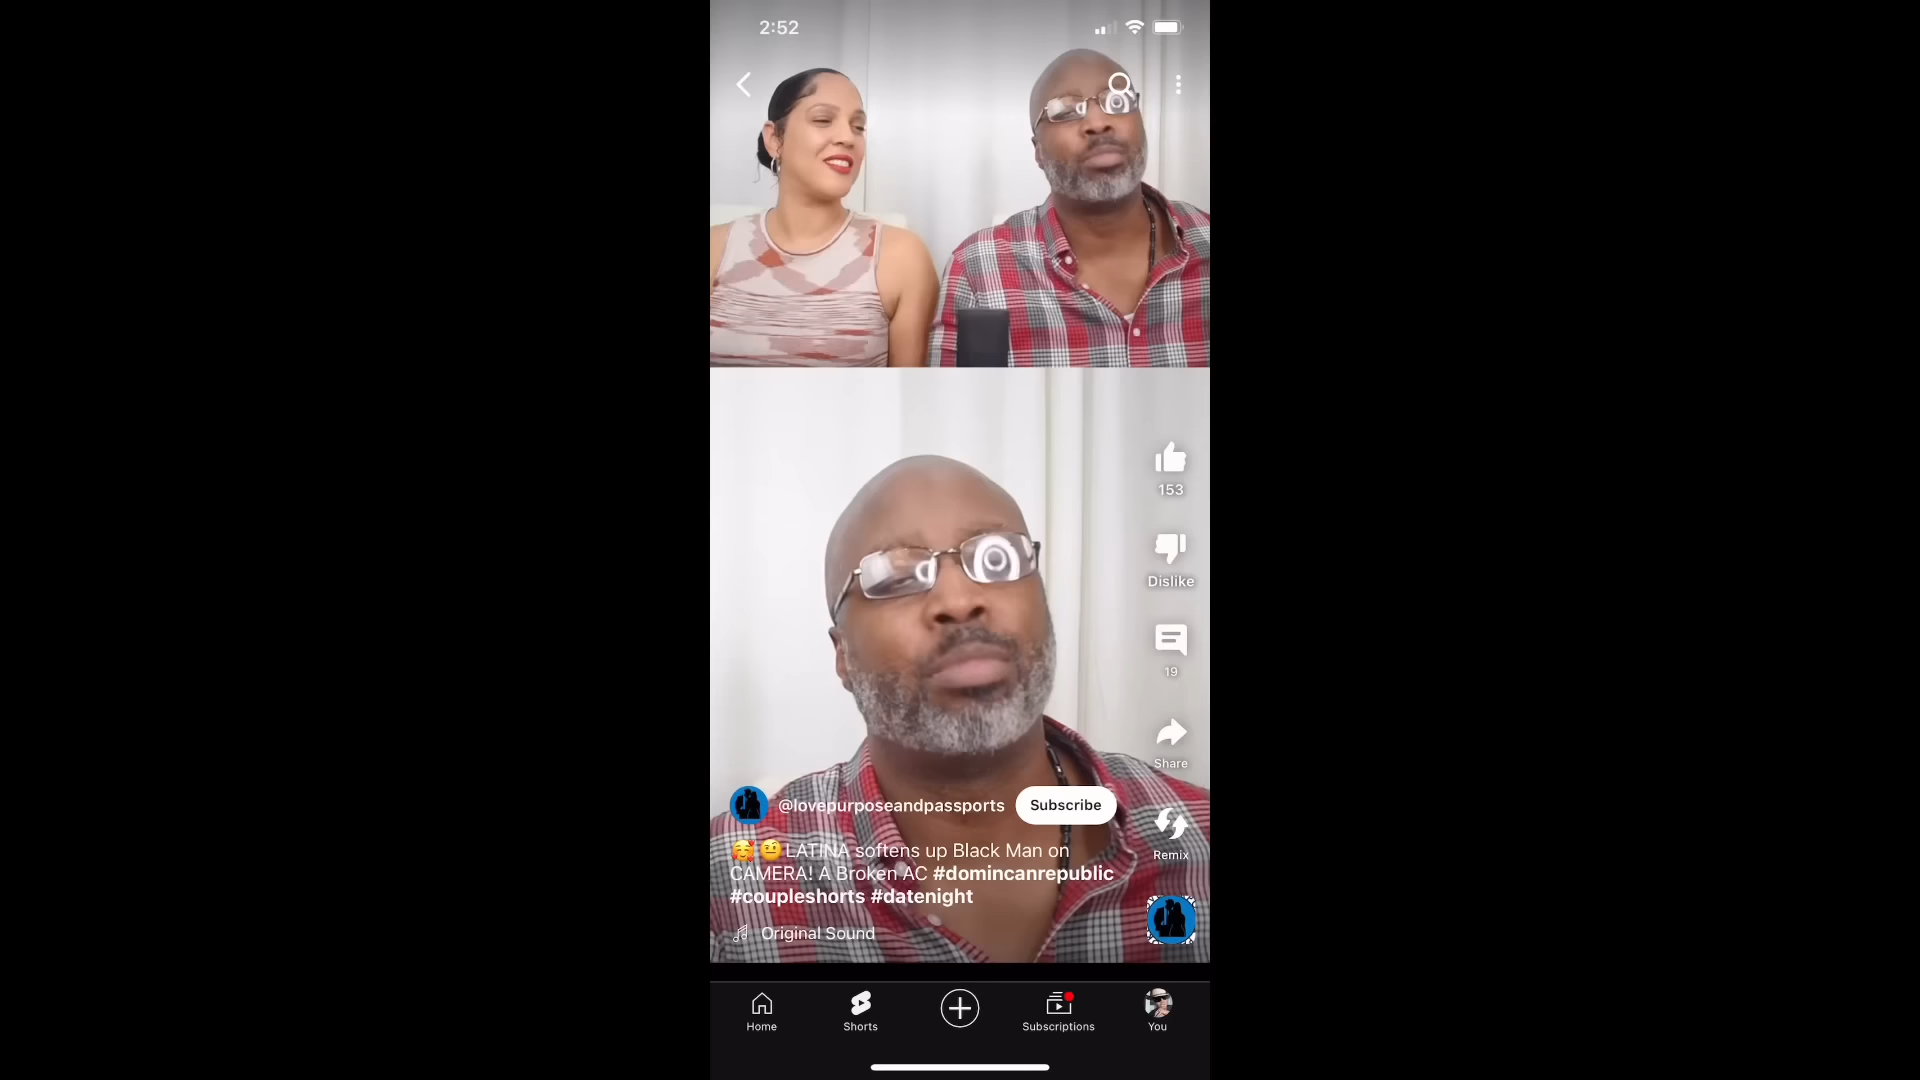 2:52
153
Dislike
19
Share
@lovepurposeandpassports
Subscribe
🥰🤨LATINA softens up Black Man on
CAMERA! A Broken AC #domincanrepublic
#coupleshorts #datenight
Remix
Original Sound
Home
Shorts
Subscriptions
You